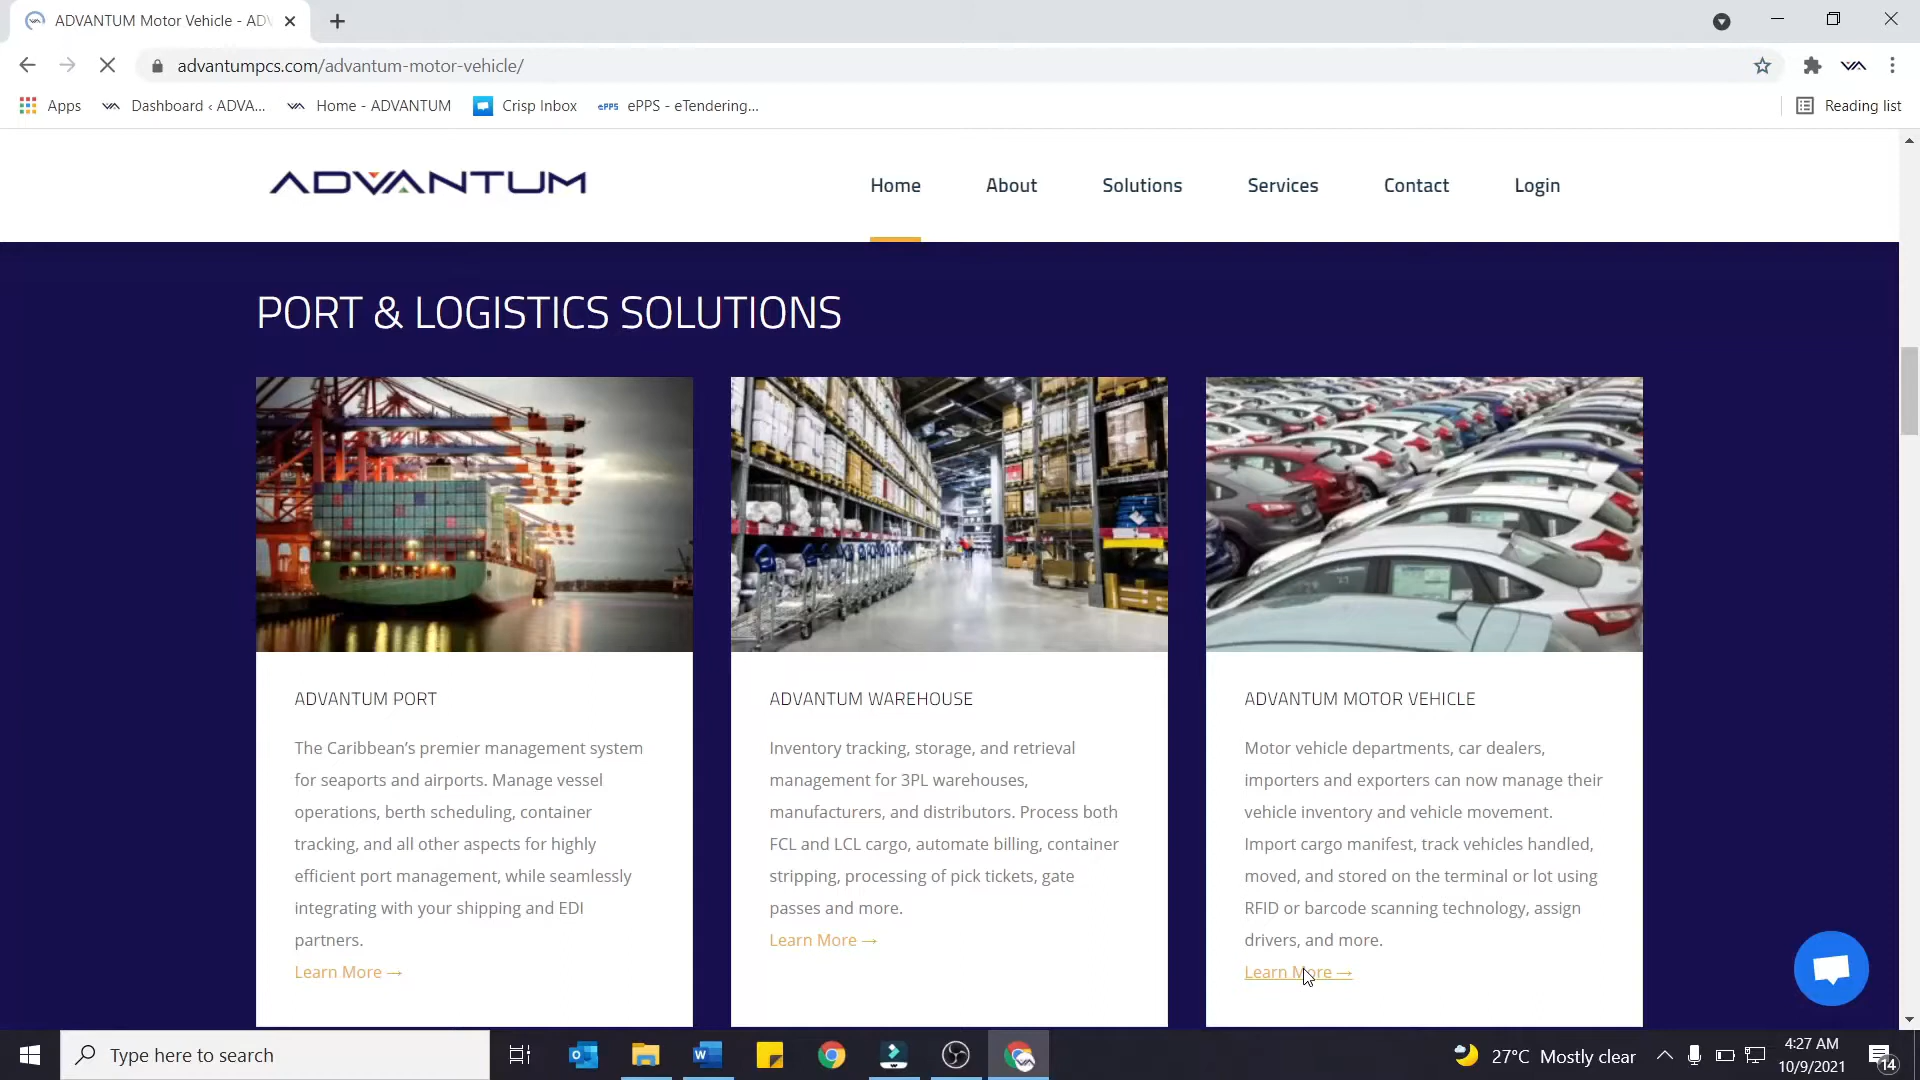 ADVANTUM Motor Vehicle - ADV
advantumpcs.com/advantum-motor-vehicle/
Apps
Dashboard ‹ ADVA...
Home - ADVANTUM
Crisp Inbox
ePPS
ePPS - eTendering...
Reading list
ADVANTUM
Home
About
Solutions
Services
Contact
Login
PORT & LOGISTICS SOLUTIONS
ADVANTUM PORT
The Caribbean’s premier management system
for seaports and airports. Manage vessel
operations, berth scheduling, container
tracking, and all other aspects for highly
efficient port management, while seamlessly
integrating with your shipping and EDI
partners.
Learn More →
ADVANTUM WAREHOUSE
Inventory tracking, storage, and retrieval
management for 3PL warehouses,
manufacturers, and distributors. Process both
FCL and LCL cargo, automate billing, container
stripping, processing of pick tickets, gate
passes and more.
Learn More →
ADVANTUM MOTOR VEHICLE
Motor vehicle departments, car dealers,
importers and exporters can now manage their
vehicle inventory and vehicle movement.
Import cargo manifest, track vehicles handled,
moved, and stored on the terminal or lot using
RFID or barcode scanning technology, assign
drivers, and more.
Learn More →
Type here to search
27°C Mostly clear
4:27 AM
10/9/2021
14